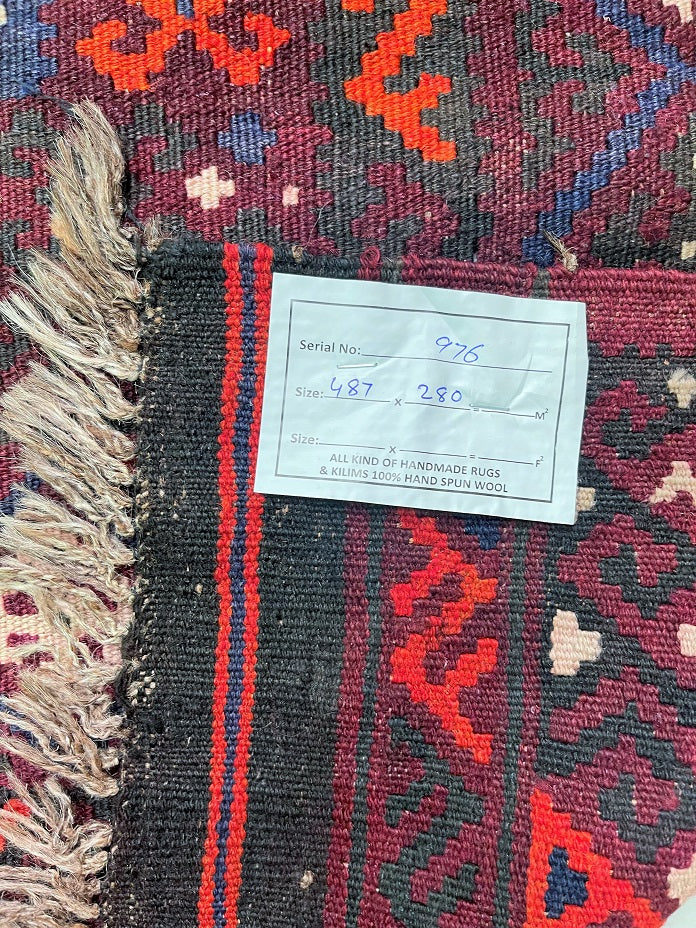 Serial No: 976
Size: 487 x 280 = M²
Size: x = F²
ALL KIND OF HANDMADE RUGS
& KILIMS 100% HAND SPUN WOOL